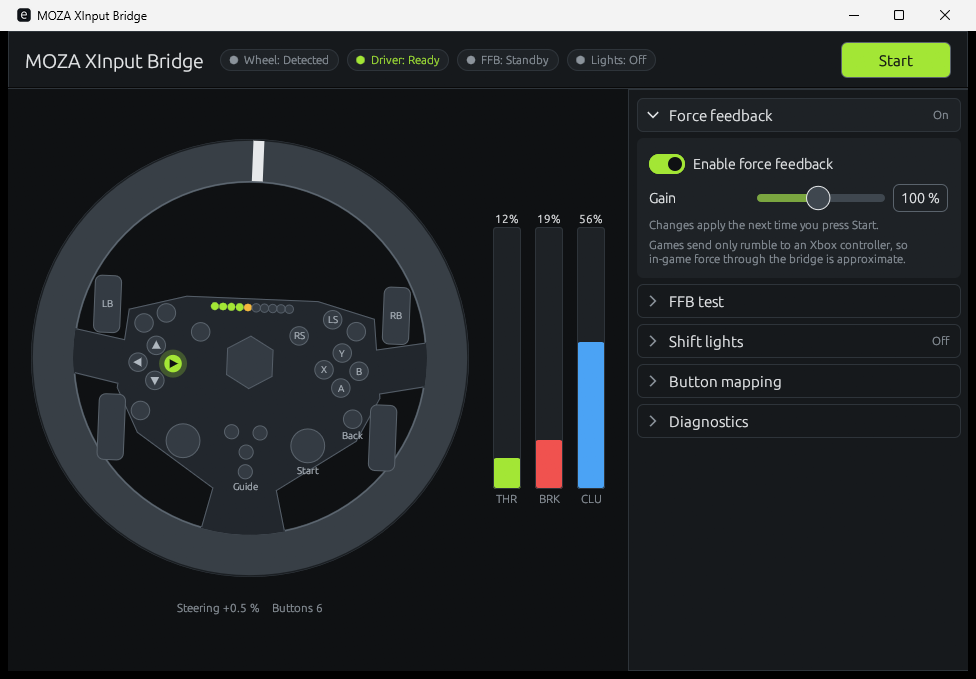 e MOZA XInput Bridge
MOZA XInput Bridge
Wheel: Detected
Driver: Ready
FFB: Standby
Lights: Off
Start
Force feedback
On
Enable force feedback
Gain
100 %
Changes apply the next time you press Start.
Games send only rumble to an Xbox controller, so
in-game force through the bridge is approximate.
FFB test
Shift lights
Off
Button mapping
Diagnostics
12%
19%
56%
THR
BRK
CLU
LB
RB
LS
RS
Y
X
B
A
Back
Start
Guide
Steering +0.5 %
Buttons 6